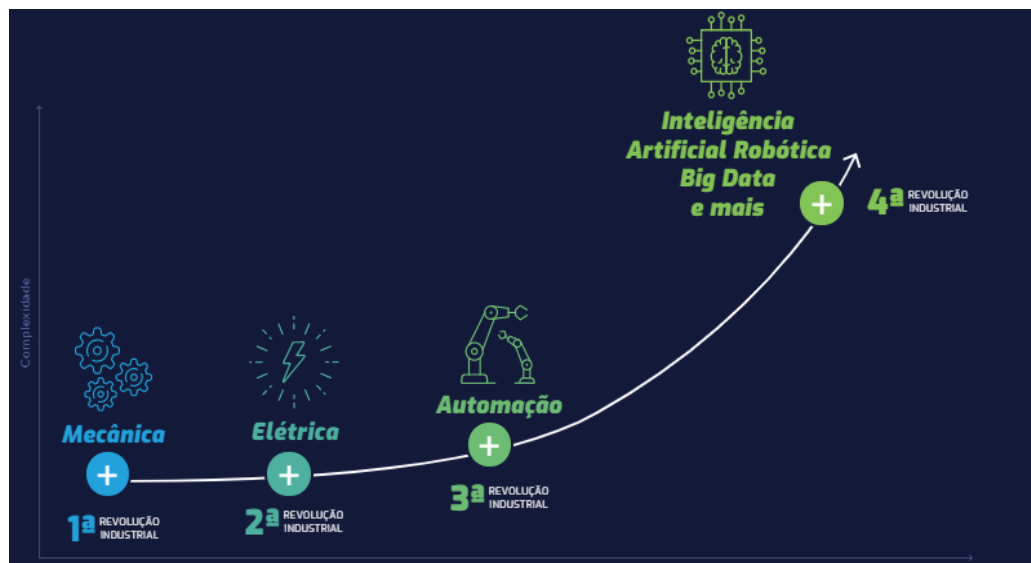 Inteligência
Artificial Robótica
Big Data
e mais
4ª REVOLUÇÃO
INDUSTRIAL
Complexidade
Mecânica
Elétrica
Automação
1ª REVOLUÇÃO
INDUSTRIAL
2ª REVOLUÇÃO
INDUSTRIAL
3ª REVOLUÇÃO
INDUSTRIAL